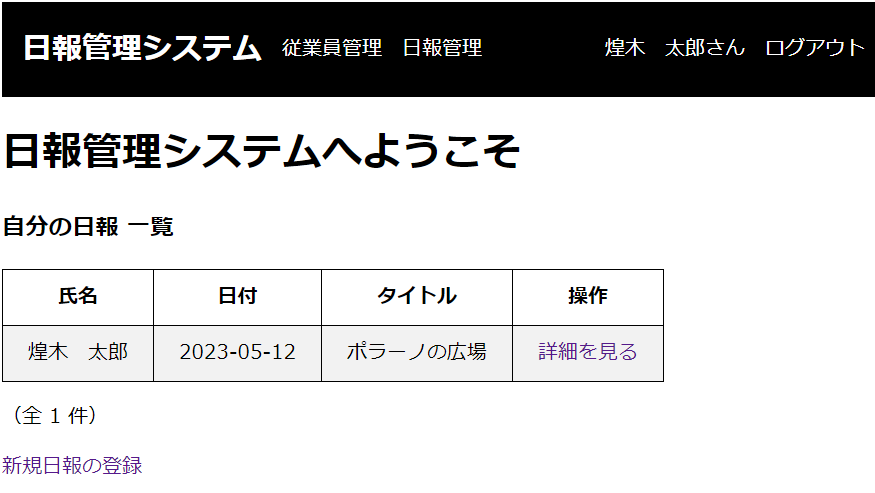 日報管理システム 従業員管理 日報管理 煌木　太郎さん ログアウト
日報管理システムへようこそ
自分の日報 一覧
氏名 日付 タイトル 操作
煌木　太郎 2023-05-12 ポラーノの広場 詳細を見る
（全 1 件）
新規日報の登録